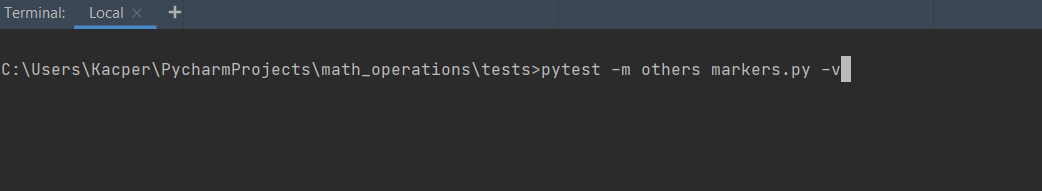 Terminal: Local × +
C:\Users\Kacper\PycharmProjects\math_operations\tests>pytest -m others markers.py -v